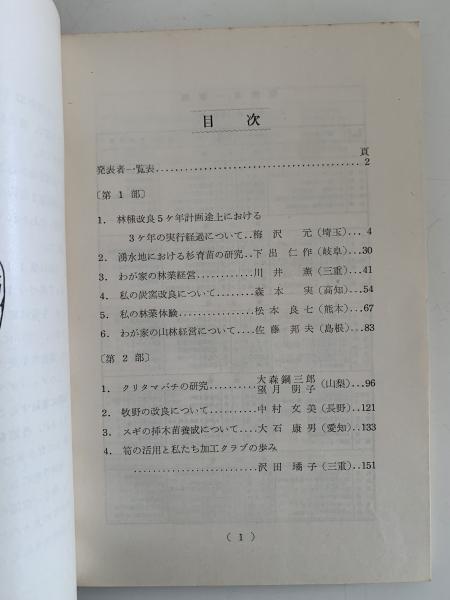 目次
頁
発表者一覧表……………………………………2
〔第1部〕
1. 林種改良5ケ年計画途上における
3ケ年の実行経過について‥梅沢 元(埼玉)‥ 4
2. 湧水地における杉育苗の研究‥下出仁作(岐阜)‥30
3. わが家の林業経営…………川井 薫(三重)‥41
4. 私の炭窯改良について……森本 実(高知)‥54
5. 私の林業体験………………松本良七(熊本)‥67
6. わが家の山林経営について…佐藤邦夫(島根)‥83
〔第2部〕
1. クリタマバチの研究………大森鋼三郎 望月朋子(山梨)‥96
2. 牧野の改良について………中村文美(長野)‥121
3. スギの挿木苗養成について…大石康男(愛知)‥133
4. 筍の活用と私たち加工クラブの歩み
……………………沢田璠子(三重)‥151
(1)